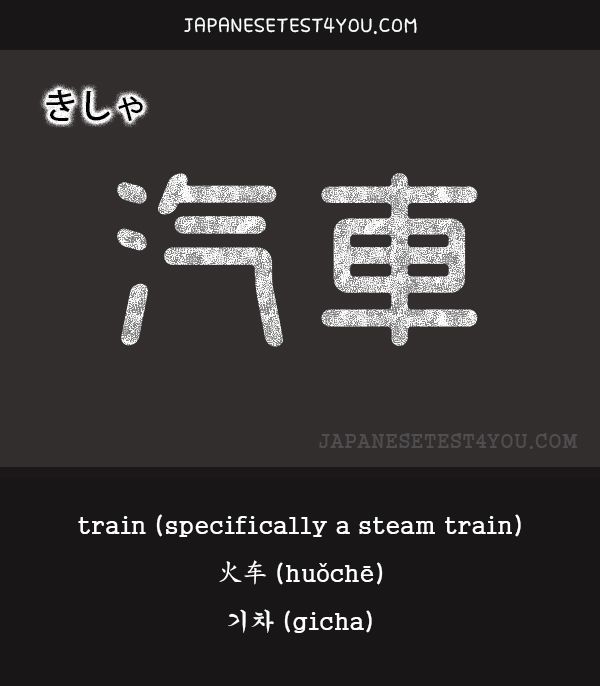 JAPANESETEST4YOU.COM
きしゃ
汽車
JAPANESETEST4YOU.COM
train (specifically a steam train)
火车 (huǒchē)
기차 (gicha)